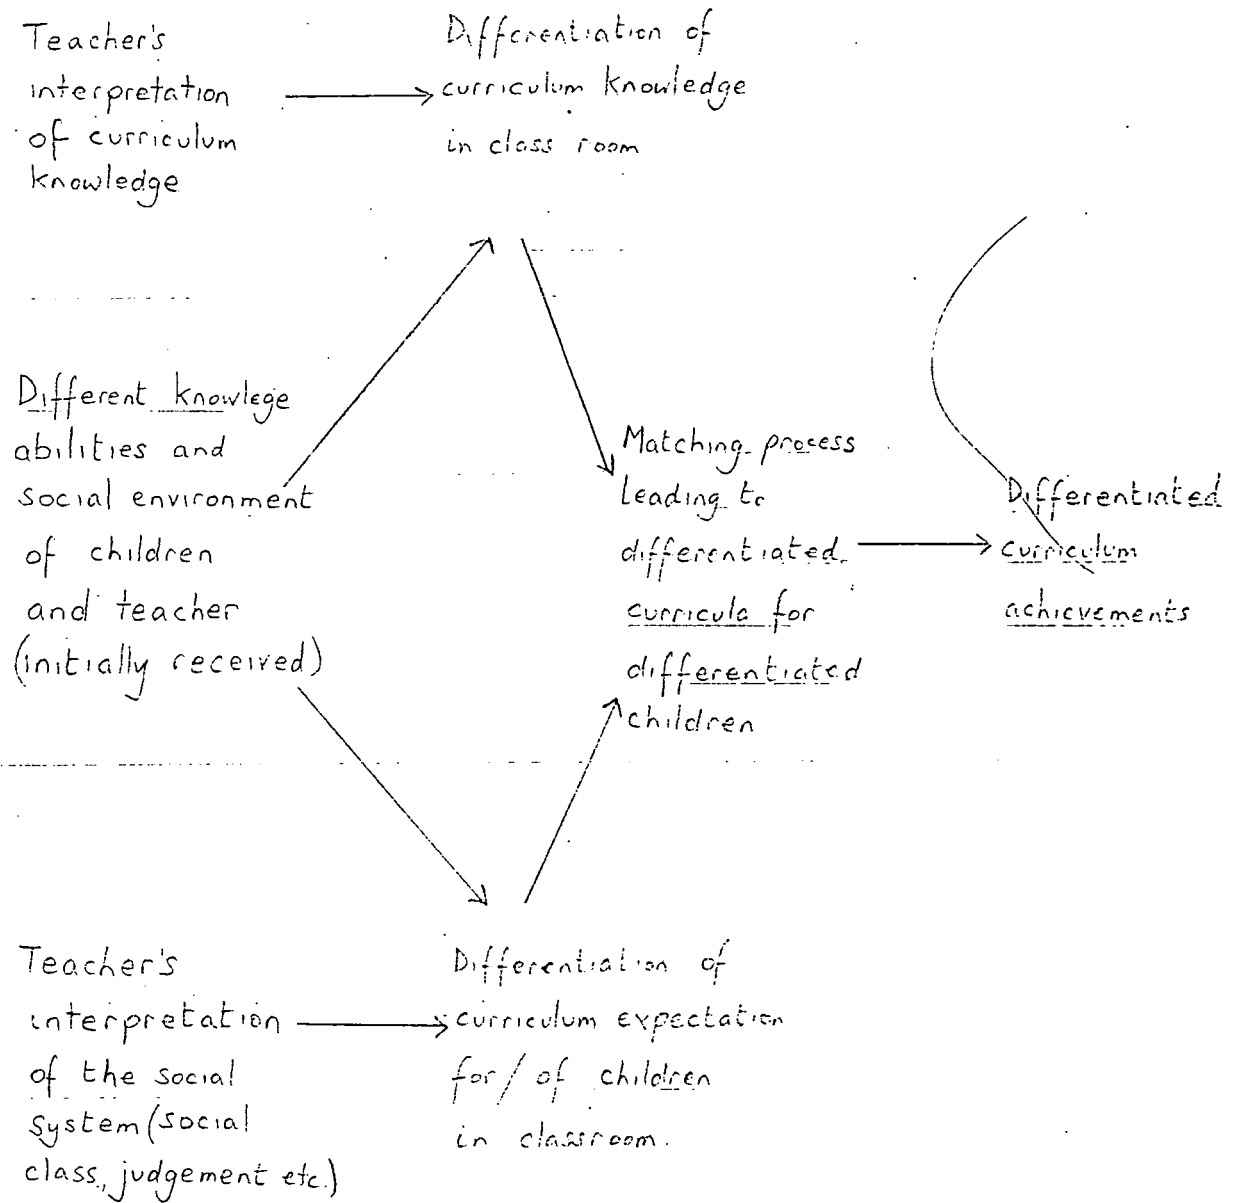 Teacher's
interpretation
of curriculum
knowledge
Differentiation of
curriculum knowledge
in class room
Different knowlege
abilities and
social environment
of children
and teacher
(initially received)
Matching process
leading to
differentiated
curricula for
differentiated
children
Differentiated
curriculum
achievements
Teacher's
interpretation
of the social
system (social
class, judgement etc.)
Differentiation of
curriculum expectation
for / of children
in classroom.